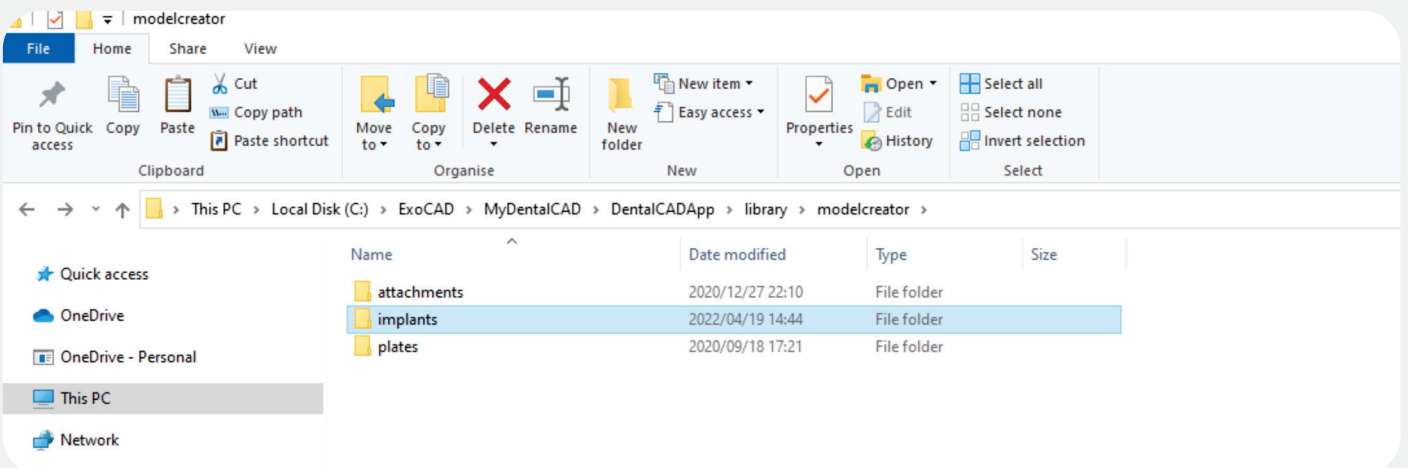 modelcreator
File Home Share View
Pin to Quick access
Copy
Paste
Cut
Copy path
Paste shortcut
Clipboard
Move to
Copy to
Delete
Rename
Organise
New folder
New item
Easy access
New
Properties
Open
Edit
History
Open
Select all
Select none
Invert selection
Select
This PC > Local Disk (C:) > ExoCAD > MyDentalCAD > DentalCADApp > library > modelcreator >
Quick access
OneDrive
OneDrive - Personal
This PC
Network
Name Date modified Type Size
attachments 2020/12/27 22:10 File folder
implants 2022/04/19 14:44 File folder
plates 2020/09/18 17:21 File folder